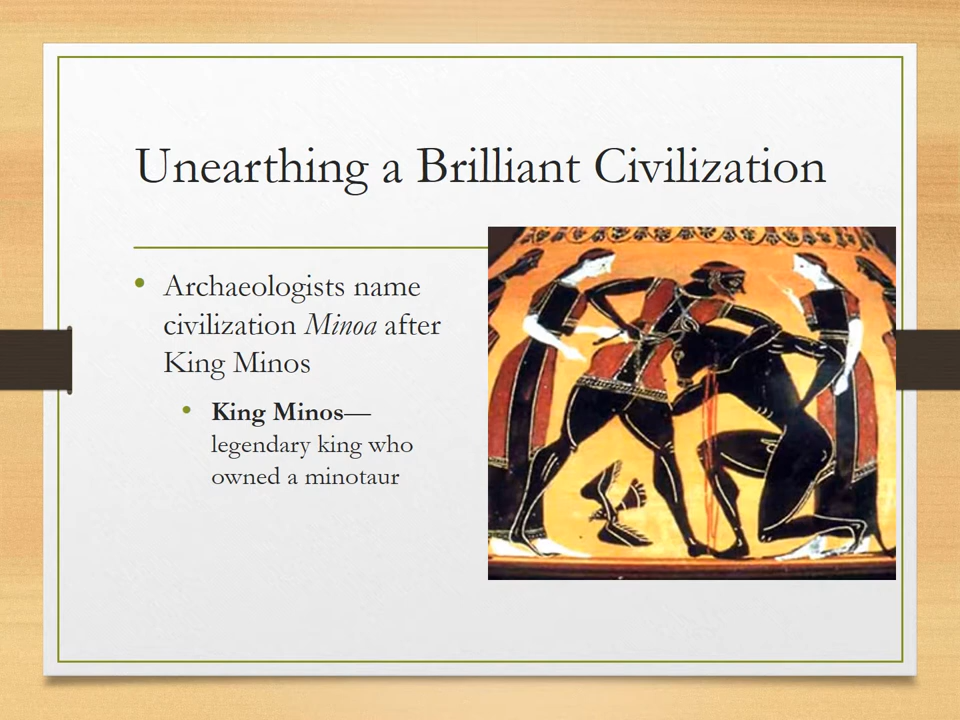 Unearthing a Brilliant Civilization
• Archaeologists name
civilization Minoa after
King Minos
• King Minos—
legendary king who
owned a minotaur